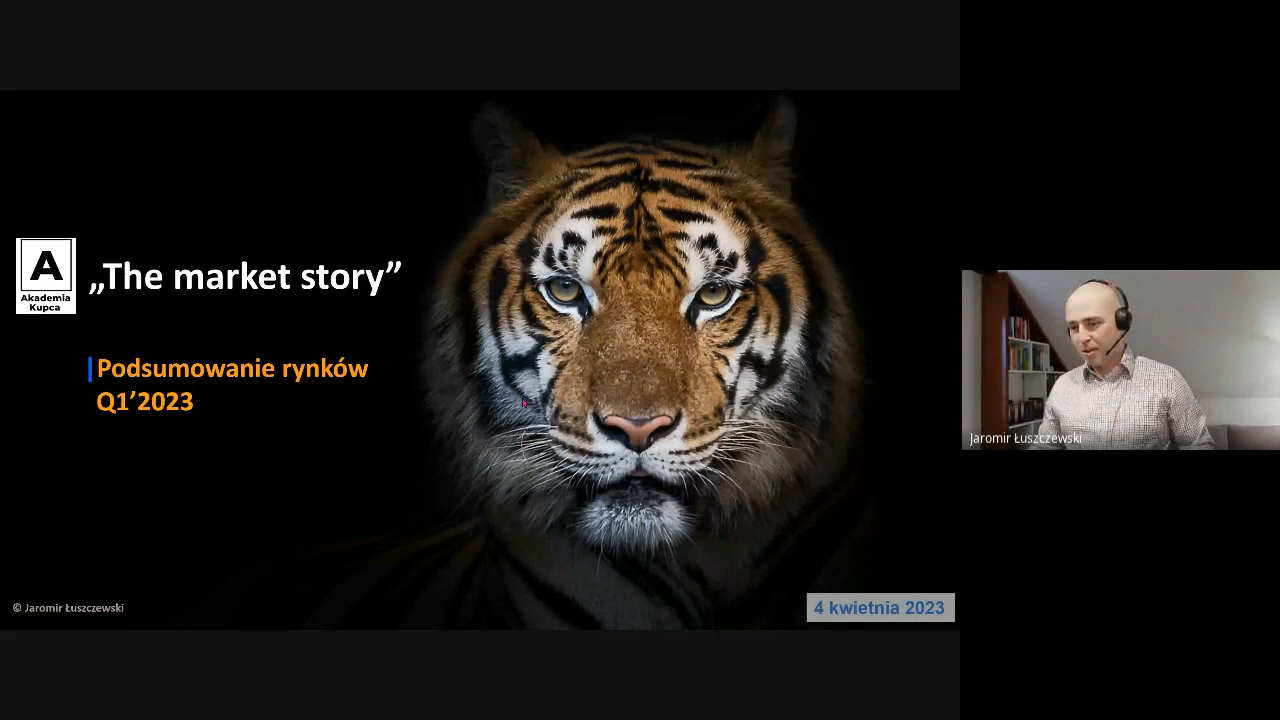 A
Akademia
Kupca
„The market story”
Podsumowanie rynków
Q1’2023
© Jaromir Łuszczewski
4 kwietnia 2023
Jaromir Łuszczewski